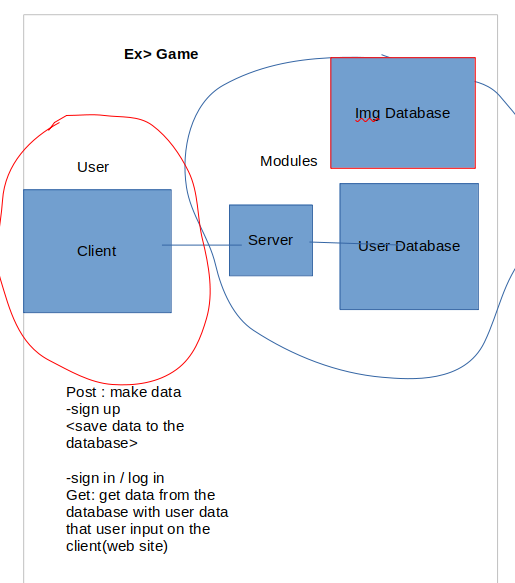 Ex> Game
Img Database
User
Modules
Client
Server
User Database
Post : make data
-sign up
<save data to the
database>
-sign in / log in
Get: get data from the
database with user data
that user input on the
client(web site)